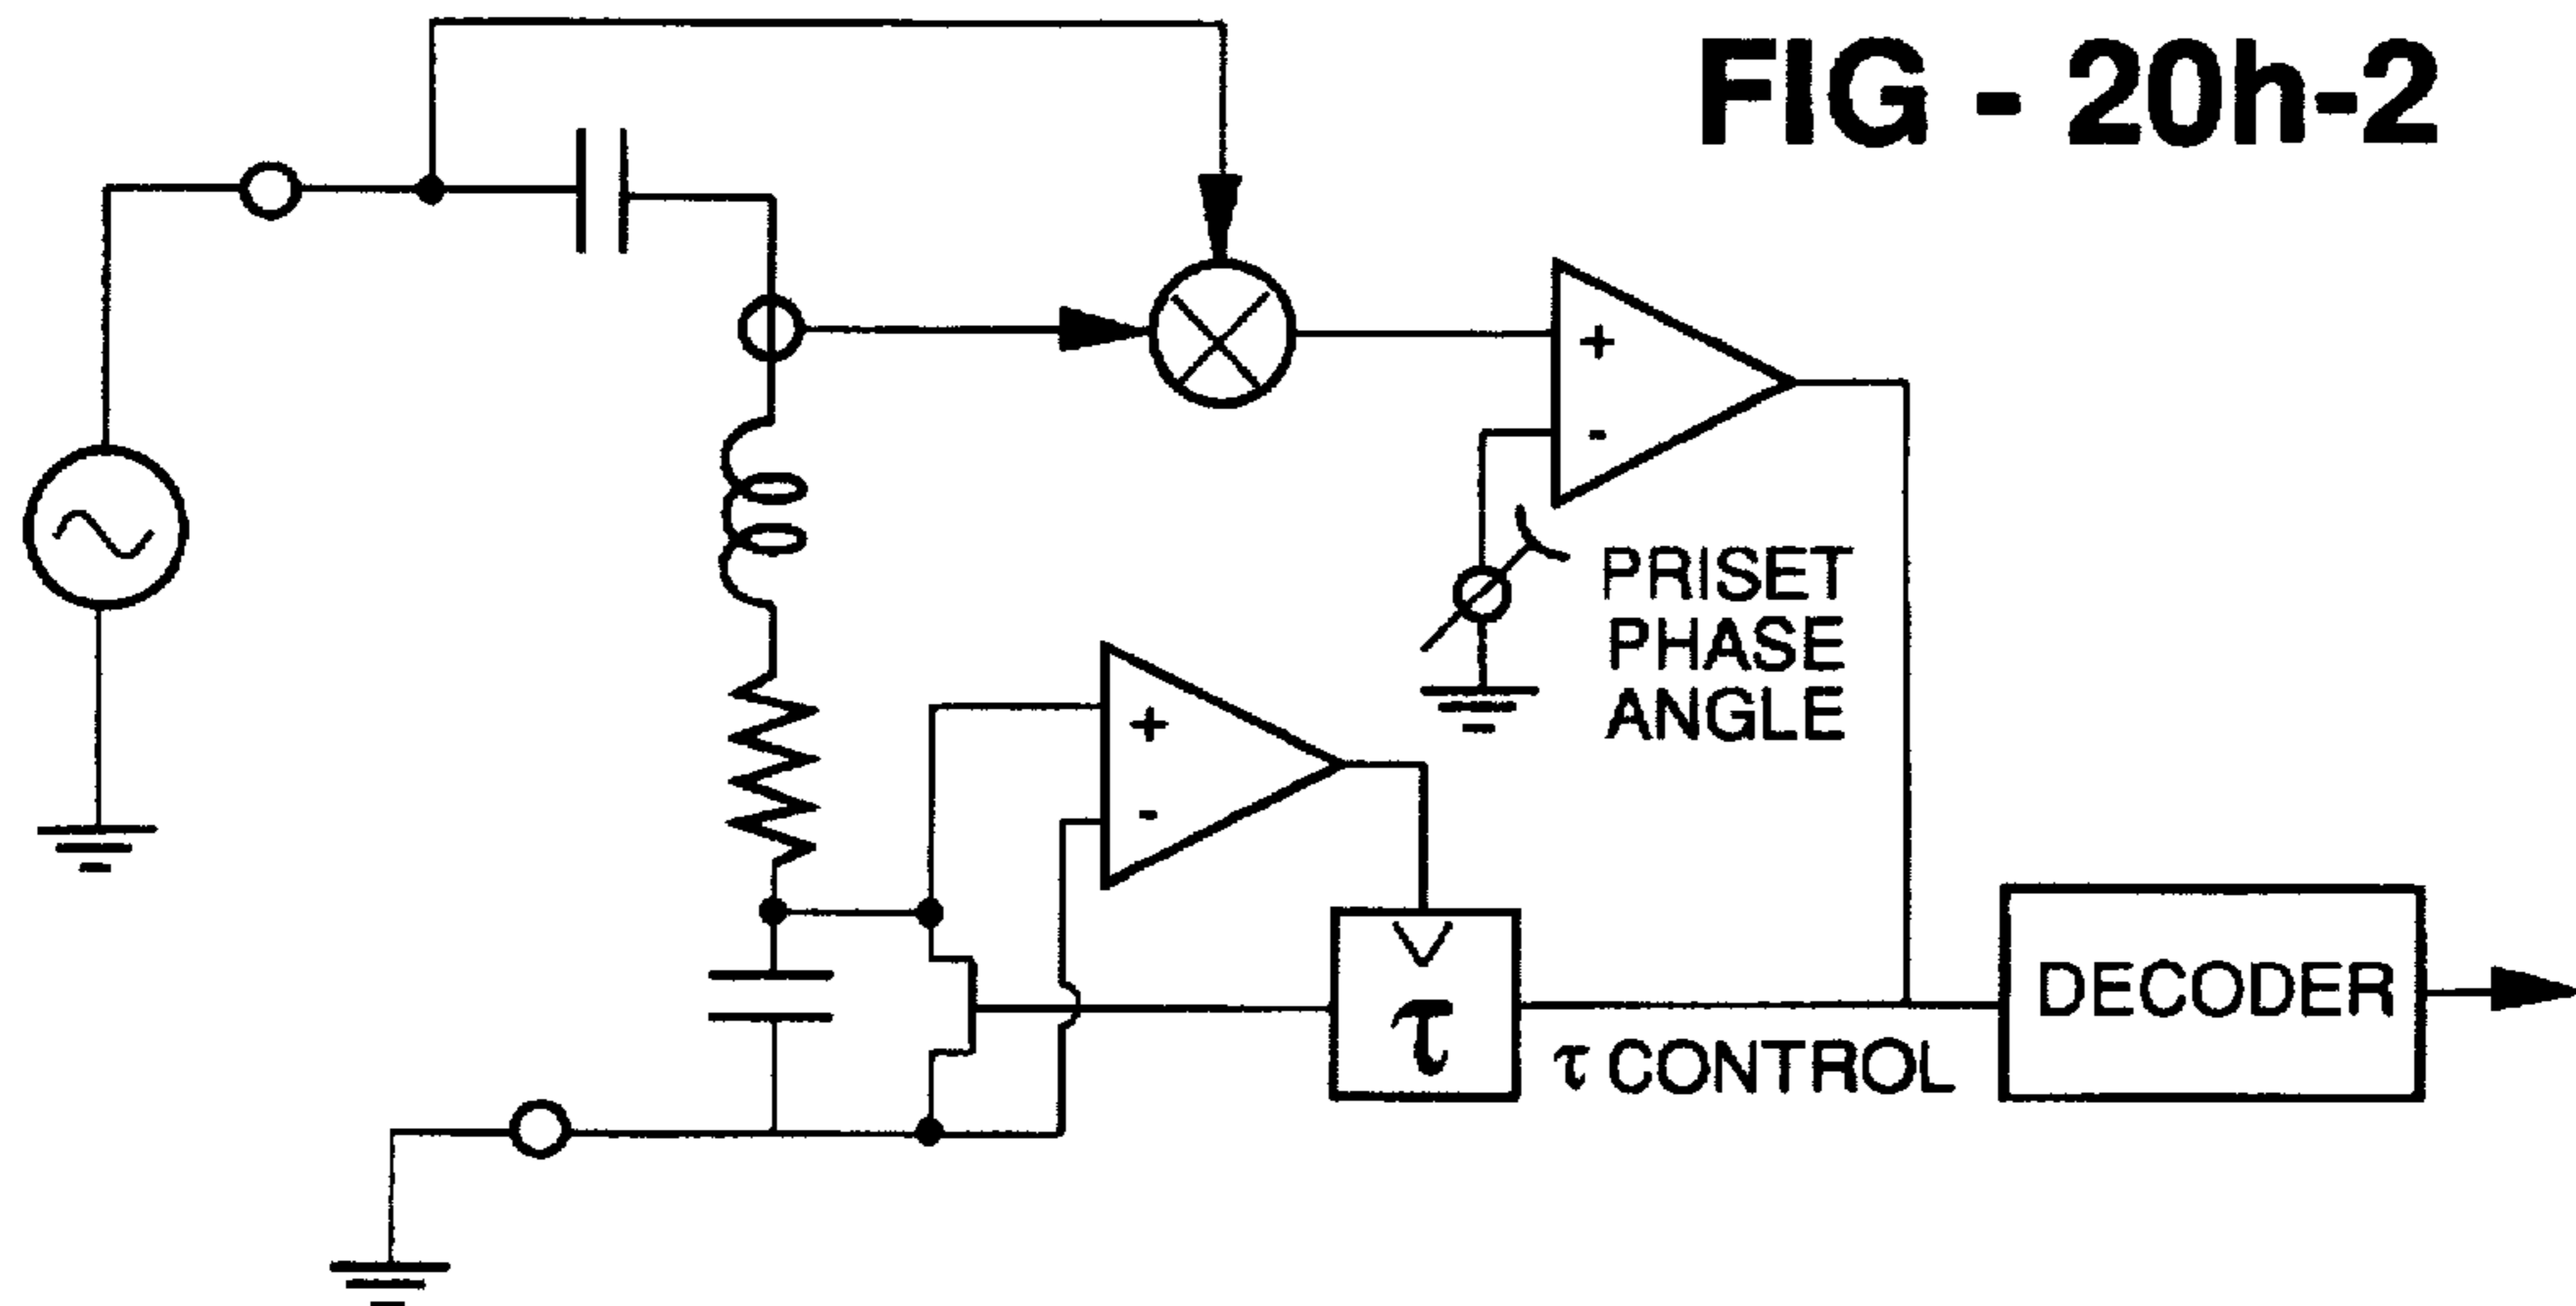 FIG - 20h-2
+
-
PRISET
PHASE
ANGLE
+
-
τ
τ CONTROL
DECODER